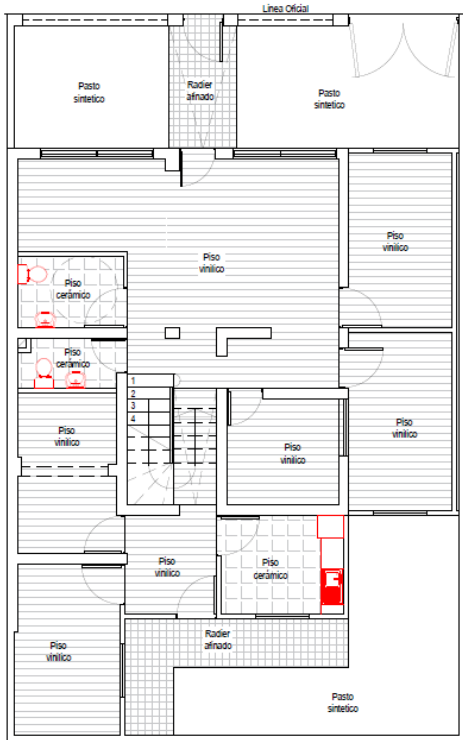 Linea Oficial
Pasto
sintetico
Radier
afinado
Pasto
sintetico
Piso
vinilico
Piso
vinilico
Piso
cerámico
Piso
cerámico
1
2
3
4
Piso
vinilico
Piso
vinilico
Piso
vinilico
Piso
vinilico
Piso
cerámico
Piso
vinilico
Radier
afinado
Pasto
sintetico